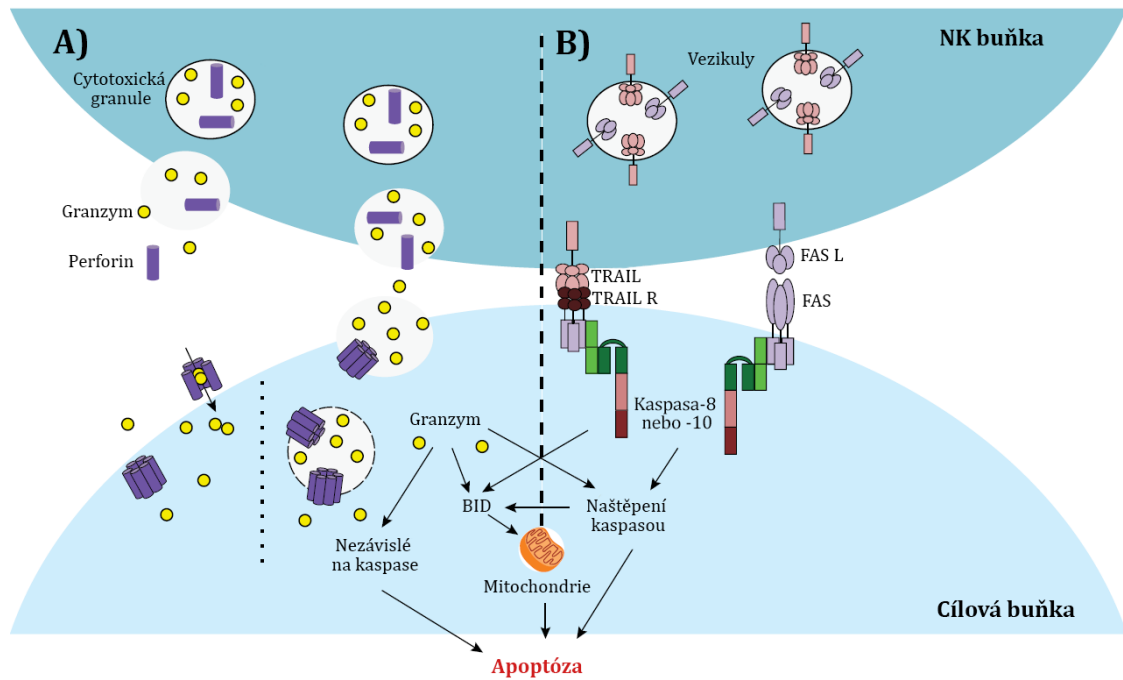 A)
B)
NK buňka
Cytotoxická
granule
Vezikuly
Granzym
Perforin
FAS L
TRAIL
TRAIL R
FAS
Granzym
Kaspasa-8
nebo -10
BID
Naštěpení
kaspasou
Nezávislé
na kaspase
Mitochondrie
Cílová buňka
Apoptóza